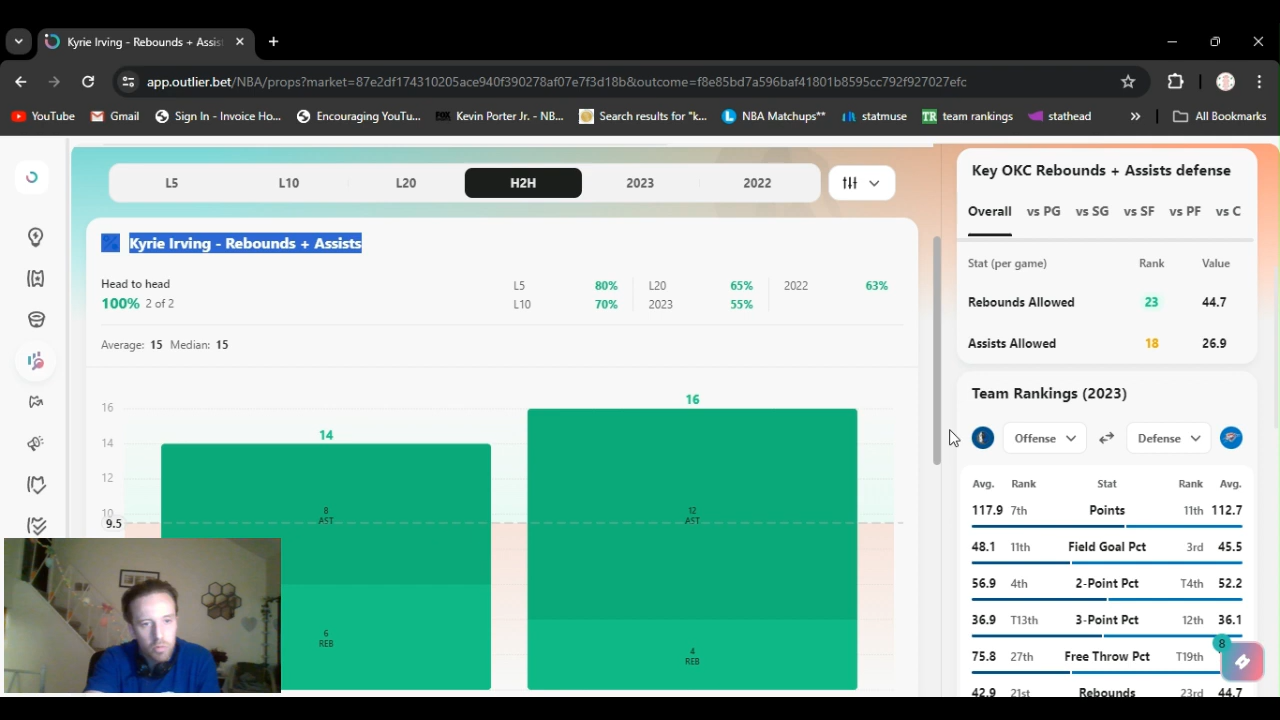 Kyrie Irving - Rebounds + Assis
app.outlier.bet/NBA/props?market=87e2df174310205ace940f390278af07e7f3d18b&outcome=f8e85bd7a596baf41801b8595cc792f927027efc
YouTube Gmail Sign In - Invoice Ho... Encouraging YouTu... FOX Kevin Porter Jr. - NB... Search results for "k... NBA Matchups** statmuse TR team rankings stathead » All Bookmarks
L5 L10 L20 H2H 2023 2022
Kyrie Irving - Rebounds + Assists
Head to head
100% 2 of 2
L5 80% L20 65% 2022 63%
L10 70% 2023 55%
Average: 15 Median: 15
16
14
12
10
9.5
14
8
AST
6
REB
16
12
AST
4
REB
Key OKC Rebounds + Assists defense
Overall vs PG vs SG vs SF vs PF vs C
Stat (per game) Rank Value
Rebounds Allowed 23 44.7
Assists Allowed 18 26.9
Team Rankings (2023)
Offense Defense
Avg. Rank Stat Rank Avg.
117.9 7th Points 11th 112.7
48.1 11th Field Goal Pct 3rd 45.5
56.9 4th 2-Point Pct T4th 52.2
36.9 T13th 3-Point Pct 12th 36.1
8
75.8 27th Free Throw Pct T19th
42.9 21st Rebounds 23rd 44.7